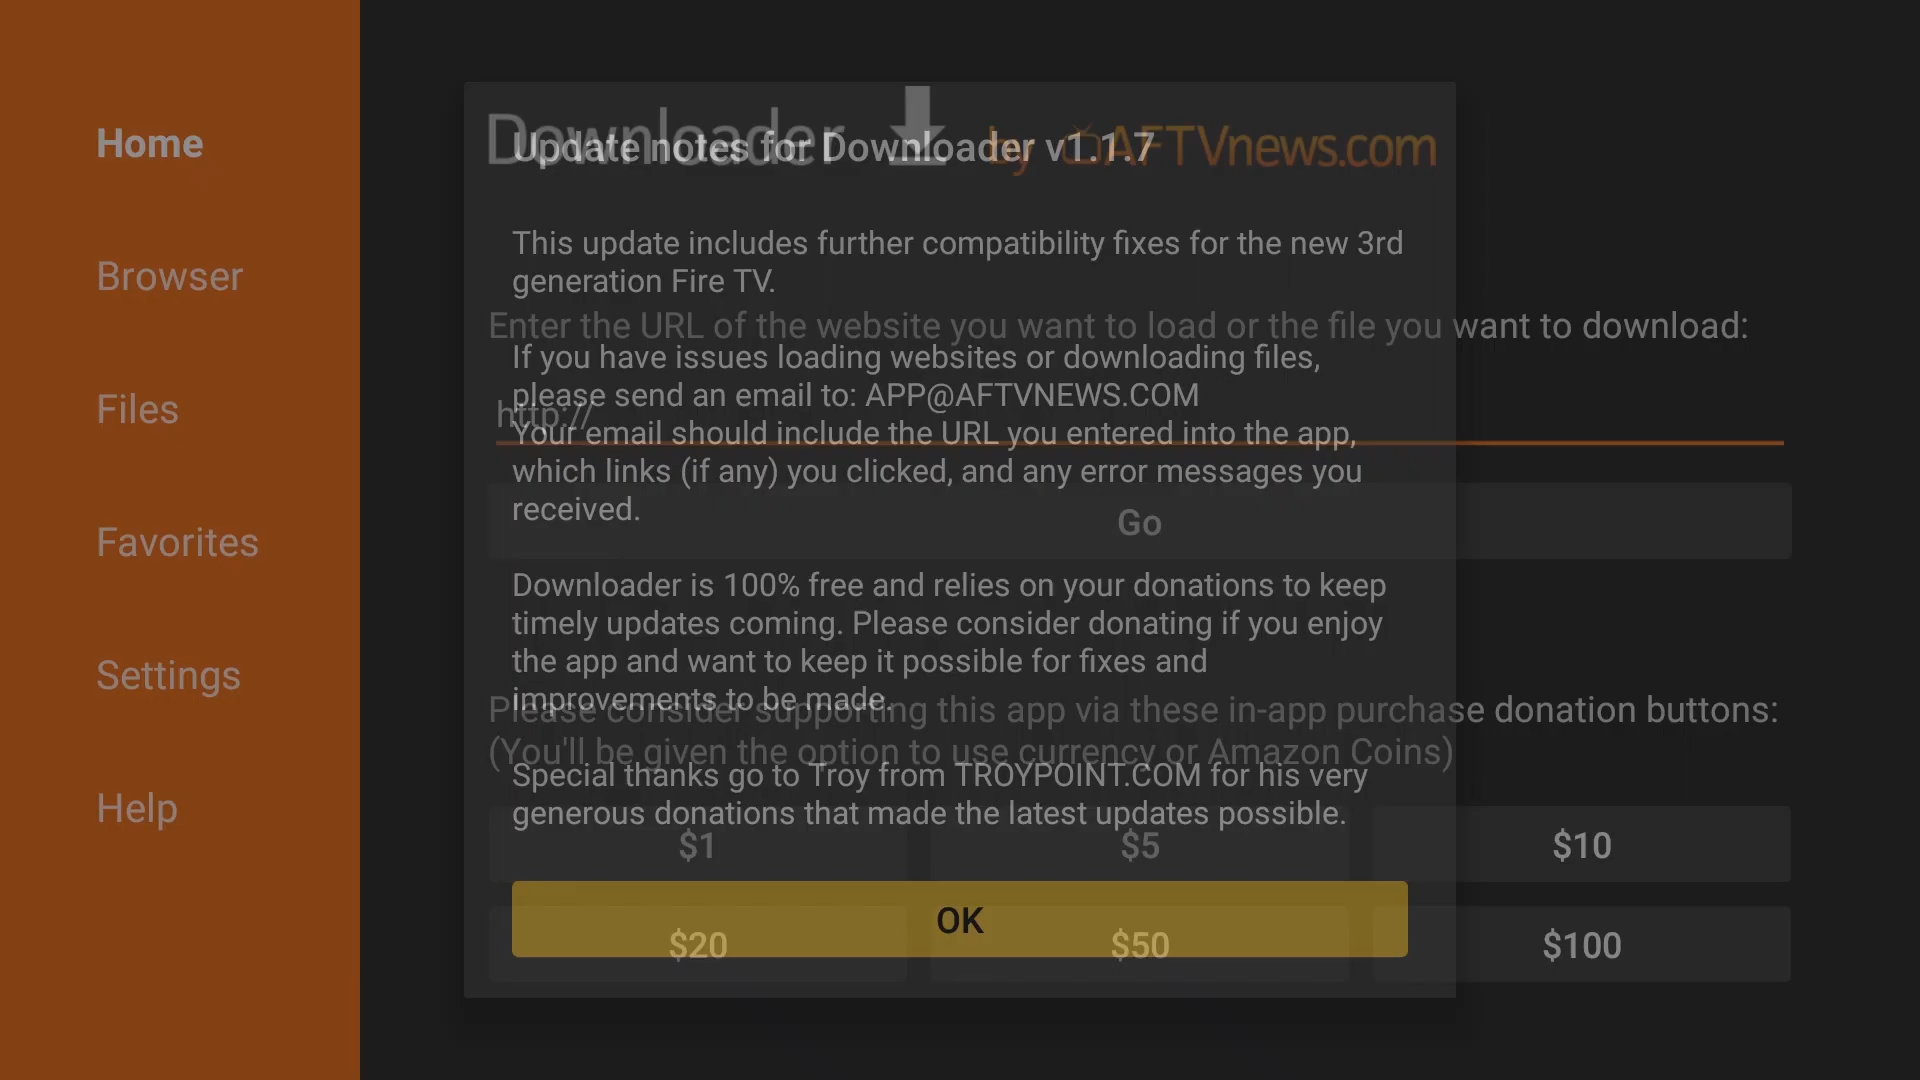 Home
Browser
Files
Favorites
Settings
Help
Downloader by AFTVnews.com
Update notes for Downloader v1.1.7
This update includes further compatibility fixes for the new 3rd
generation Fire TV.
Enter the URL of the website you want to load or the file you want to download:
If you have issues loading websites or downloading files,
please send an email to: APP@AFTVNEWS.COM
http://
Your email should include the URL you entered into the app,
which links (if any) you clicked, and any error messages you
received.
Go
Downloader is 100% free and relies on your donations to keep
timely updates coming. Please consider donating if you enjoy
the app and want to keep it possible for fixes and
improvements to be made.
Please consider supporting this app via these in-app purchase donation buttons:
(You'll be given the option to use currency or Amazon Coins)
Special thanks go to Troy from TROYPOINT.COM for his very
generous donations that made the latest updates possible.
$1 $5 $10
OK
$20 $50 $100